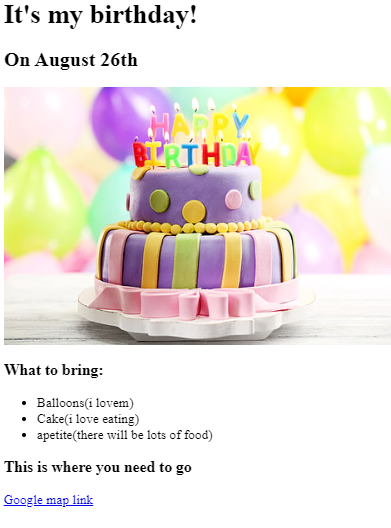 It's my birthday!
On August 26th
HAPPY
BIRTHDAY
What to bring:
Balloons(i lovem)
Cake(i love eating)
apetite(there will be lots of food)
This is where you need to go
Google map link